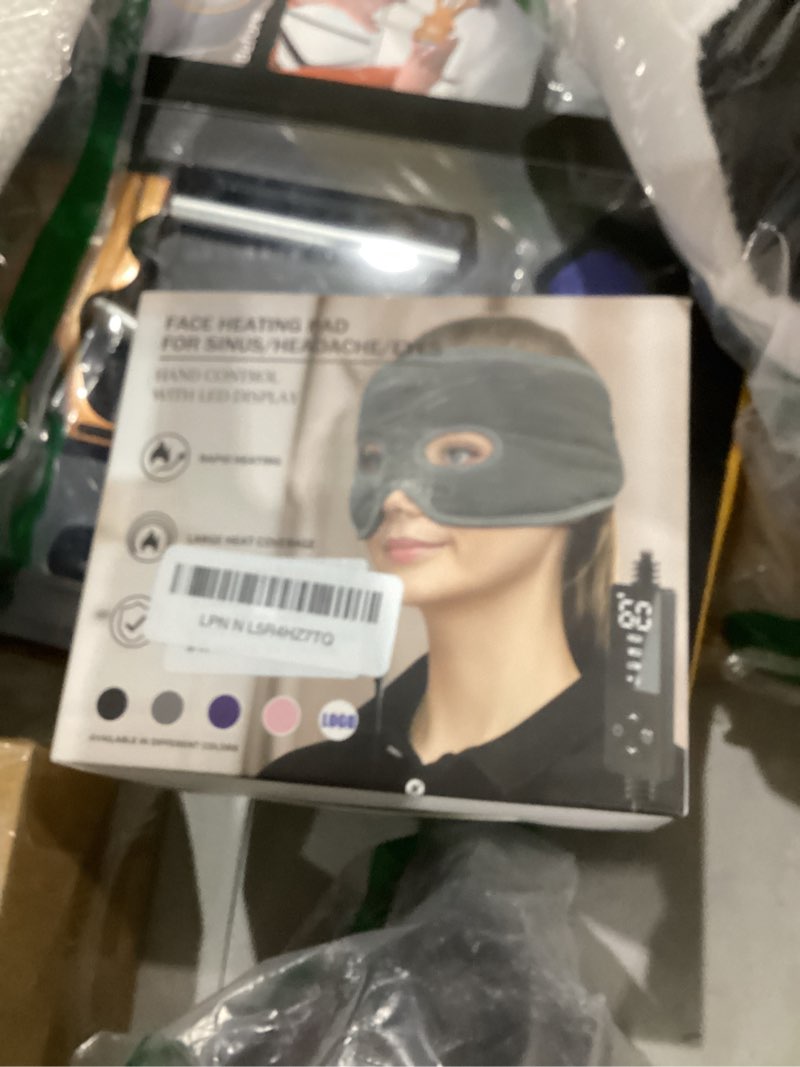 FACE HEATING PAD
FOR SINUS/HEADACHE/EYES
HAND CONTROL
WITH LED DISPLAY
RAPID HEATING
LARGE HEAT COVERAGE
LPN N LSR4HZ7TQ
LOGO
AVAILABLE IN DIFFERENT COLORS